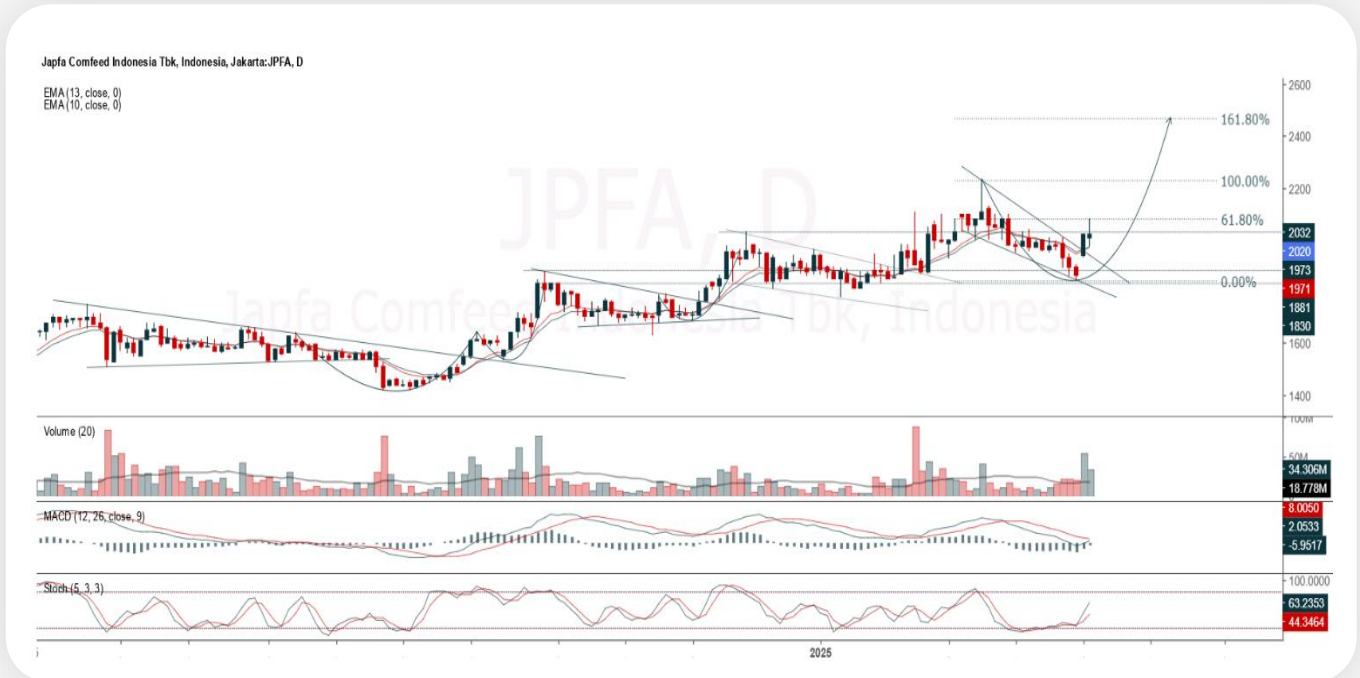 Japfa Comfeed Indonesia Tbk, Indonesia, Jakarta:JPFA, D
EMA (13, close, 0)
EMA (10, close, 0)
JPFA, D
Japfa Comfeed Indonesia Tbk, Indonesia
161.80%
100.00%
61.80%
0.00%
2600
2400
2200
2032
2020
1973
1971
1881
1830
1600
1400
Volume (20)
100M
50M
34.306M
18.778M
MACD (12, 26, close, 9)
8.0050
2.0533
-5.9517
Stoch (5, 3, 3)
100.0000
63.2353
44.3464
2025